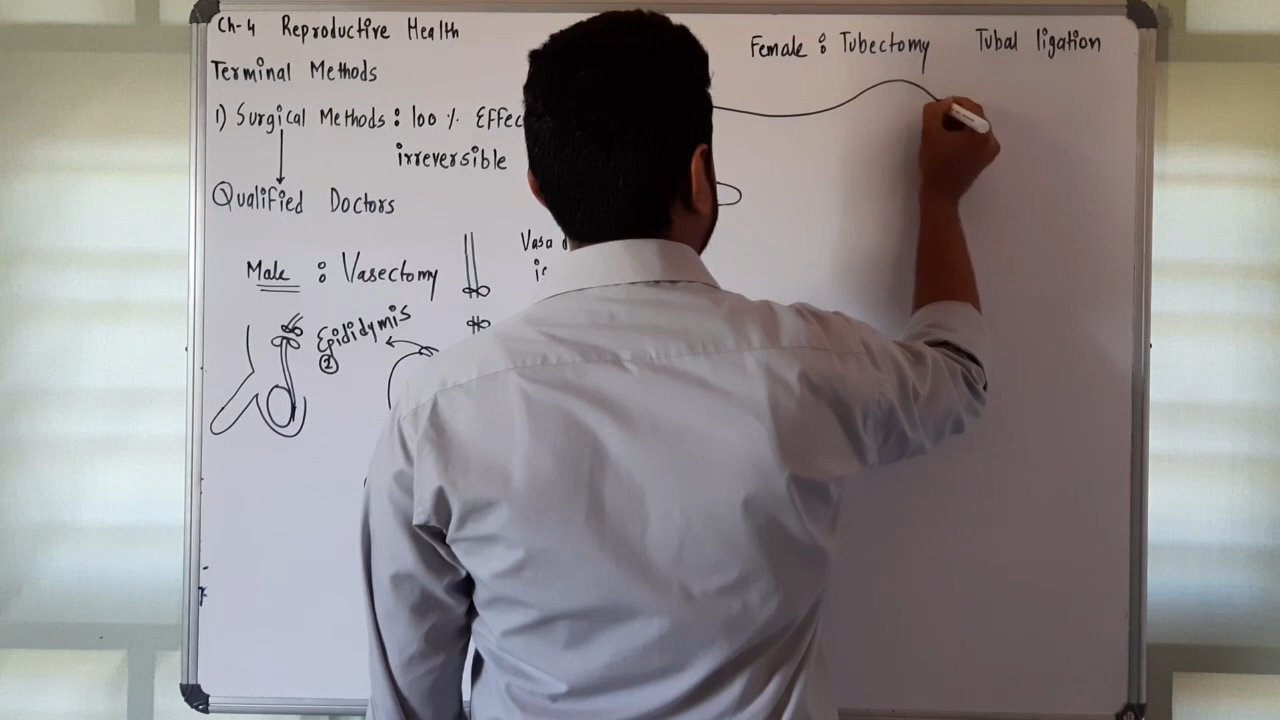 Ch-4 Reproductive Health
Terminal Methods
1) Surgical Methods : 100 % Effec
irreversible
Qualified Doctors
Male : Vasectomy
Epididymis
2
Vasa
Female : Tubectomy Tubal ligation